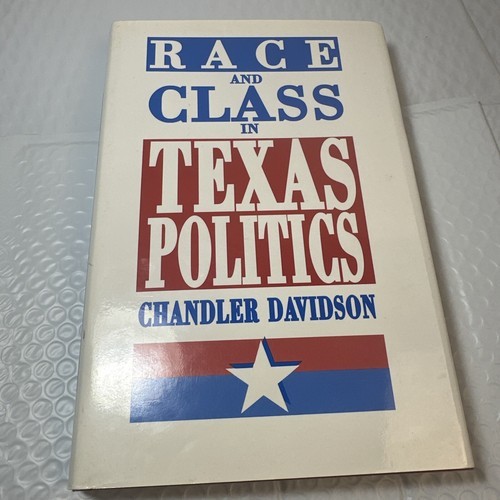 RACE
AND
CLASS
IN
TEXAS
POLITICS
CHANDLER DAVIDSON